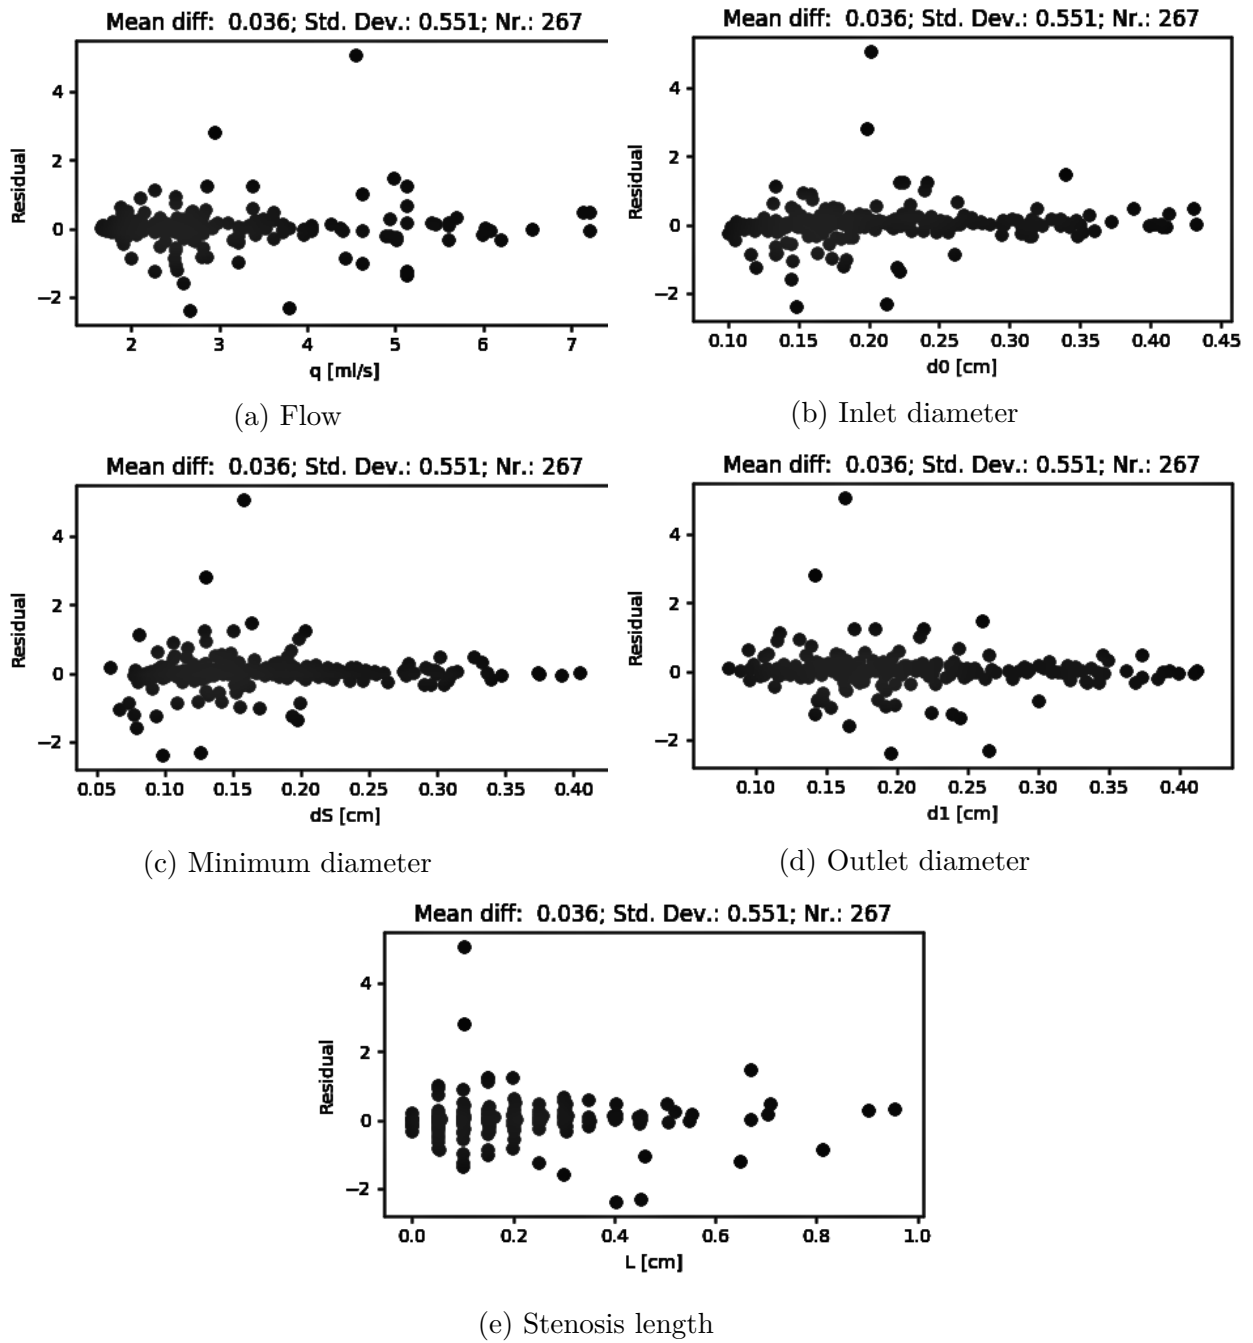 Mean diff:  0.036; Std. Dev.: 0.551; Nr.: 267
Residual
4
2
0
−2
2 3 4 5 6 7
q [ml/s]
(a) Flow
Mean diff:  0.036; Std. Dev.: 0.551; Nr.: 267
Residual
4
2
0
−2
0.10 0.15 0.20 0.25 0.30 0.35 0.40 0.45
d0 [cm]
(b) Inlet diameter
Mean diff:  0.036; Std. Dev.: 0.551; Nr.: 267
Residual
4
2
0
−2
0.05 0.10 0.15 0.20 0.25 0.30 0.35 0.40
dS [cm]
(c) Minimum diameter
Mean diff:  0.036; Std. Dev.: 0.551; Nr.: 267
Residual
4
2
0
−2
0.10 0.15 0.20 0.25 0.30 0.35 0.40
d1 [cm]
(d) Outlet diameter
Mean diff:  0.036; Std. Dev.: 0.551; Nr.: 267
Residual
4
2
0
−2
0.0 0.2 0.4 0.6 0.8 1.0
L [cm]
(e) Stenosis length